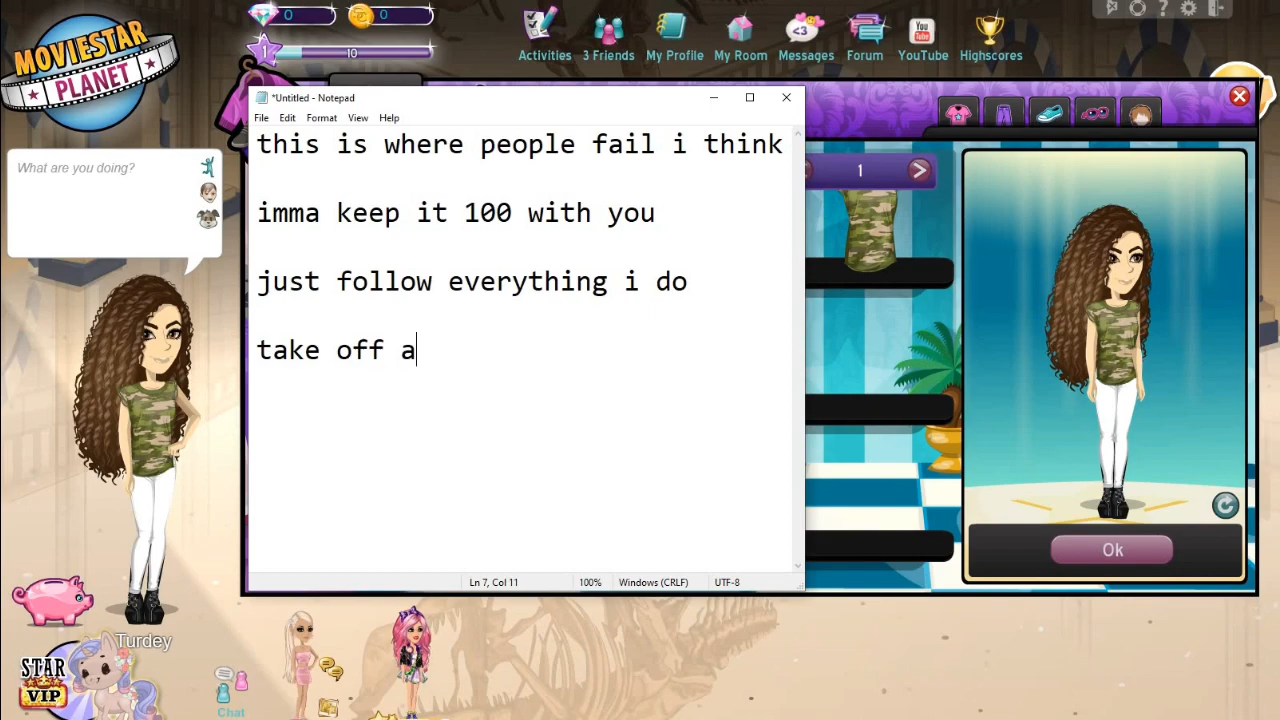 MOVIESTAR
PLANET
0
0
1
10
Activities
3 Friends
My Profile
My Room
<3
Messages
Forum
You
Tube
YouTube
Highscores
?
What are you doing?
*Untitled - Notepad
File Edit Format View Help
this is where people fail i think
imma keep it 100 with you
just follow everything i do
take off a
Ln 7, Col 11 100% Windows (CRLF) UTF-8
1
Ok
Turdey
STAR
VIP
Chat